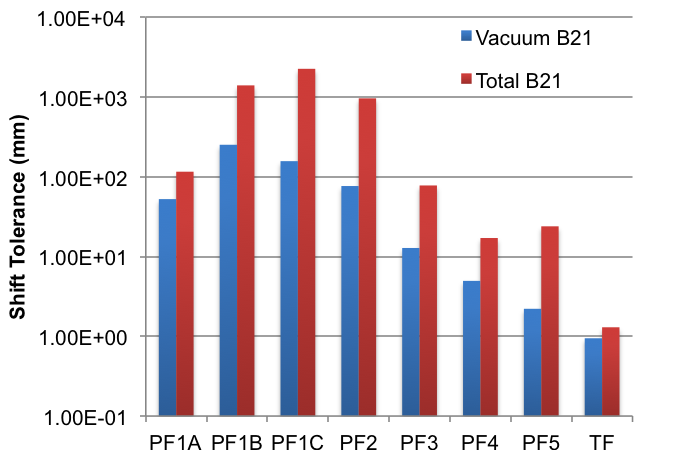 1.00E+04
Vacuum B21
Total B21
1.00E+03
1.00E+02
1.00E+01
1.00E+00
1.00E-01
Shift Tolerance (mm)
PF1A PF1B PF1C PF2 PF3 PF4 PF5 TF